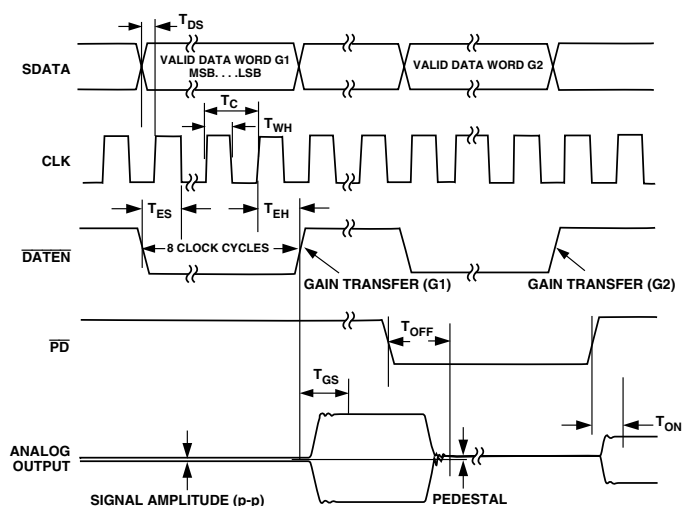 TDS
SDATA
VALID DATA WORD G1
MSB. . . .LSB
VALID DATA WORD G2
TC
TWH
CLK
TES
TEH
DATEN
8 CLOCK CYCLES
GAIN TRANSFER (G1)
GAIN TRANSFER (G2)
PD
TOFF
TGS
TON
ANALOG
OUTPUT
SIGNAL AMPLITUDE (p-p)
PEDESTAL